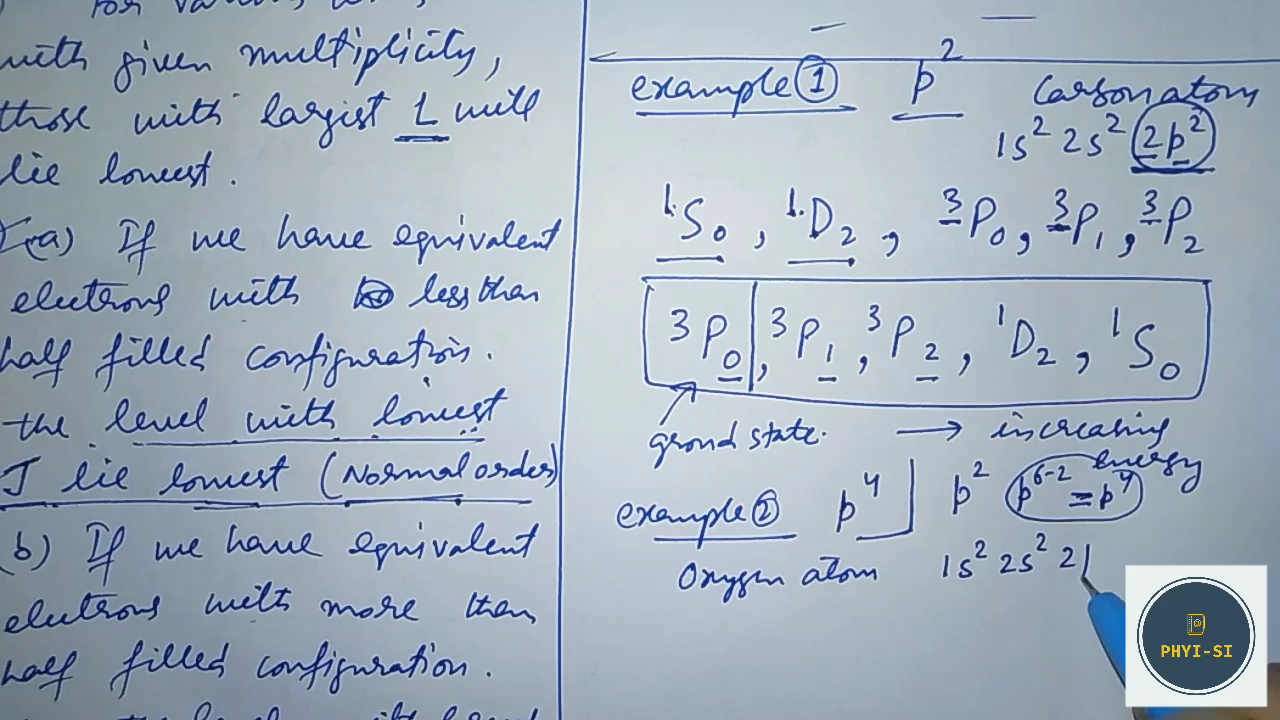 with given multiplicity,
those with largist L will
lie lowest.
(a) If we have equivalent
electrons with less than
half filled configuration.
the level with lowest
J lie lowest (Normal order)
(b) If we have equivalent
electrons with more than
half filled configuration.
example ① p²
Carbon atom
1s² 2s² 2p²
¹S₀, ¹D₂, ³P₀, ³P₁, ³P₂
³P₀, ³P₁, ³P₂, ¹D₂, ¹S₀
grond state. → increasing
energy
example ② p⁴ p² p⁶⁻² = p⁴
Oxygen atom 1s² 2s² 2
PHYI-SI